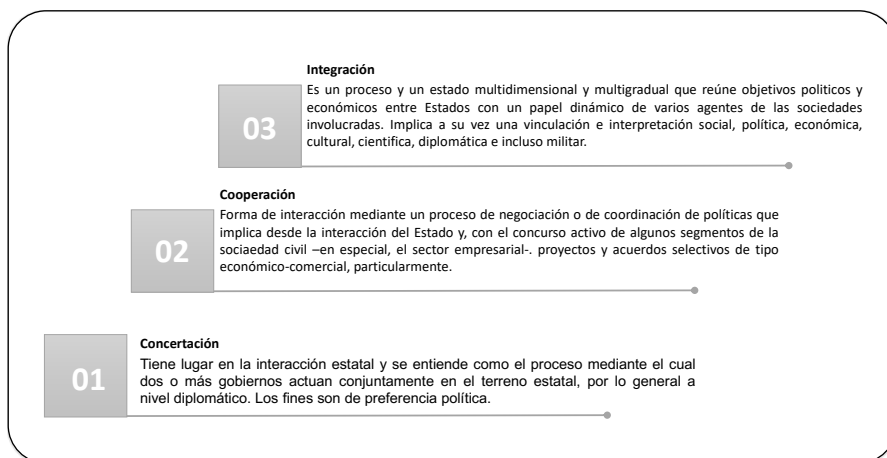 Integración
Es un proceso y un estado multidimensional y multigradual que reúne objetivos politicos y
económicos entre Estados con un papel dinámico de varios agentes de las sociedades
involucradas. Implica a su vez una vinculación e interpretación social, política, económica,
cultural, cientifica, diplomática e incluso militar.
03
Cooperación
Forma de interacción mediante un proceso de negociación o de coordinación de políticas que
implica desde la interacción del Estado y, con el concurso activo de algunos segmentos de la
sociaedad civil –en especial, el sector empresarial-. proyectos y acuerdos selectivos de tipo
económico-comercial, particularmente.
02
Concertación
Tiene lugar en la interacción estatal y se entiende como el proceso mediante el cual
dos o más gobiernos actuan conjuntamente en el terreno estatal, por lo general a
nivel diplomático. Los fines son de preferencia política.
01